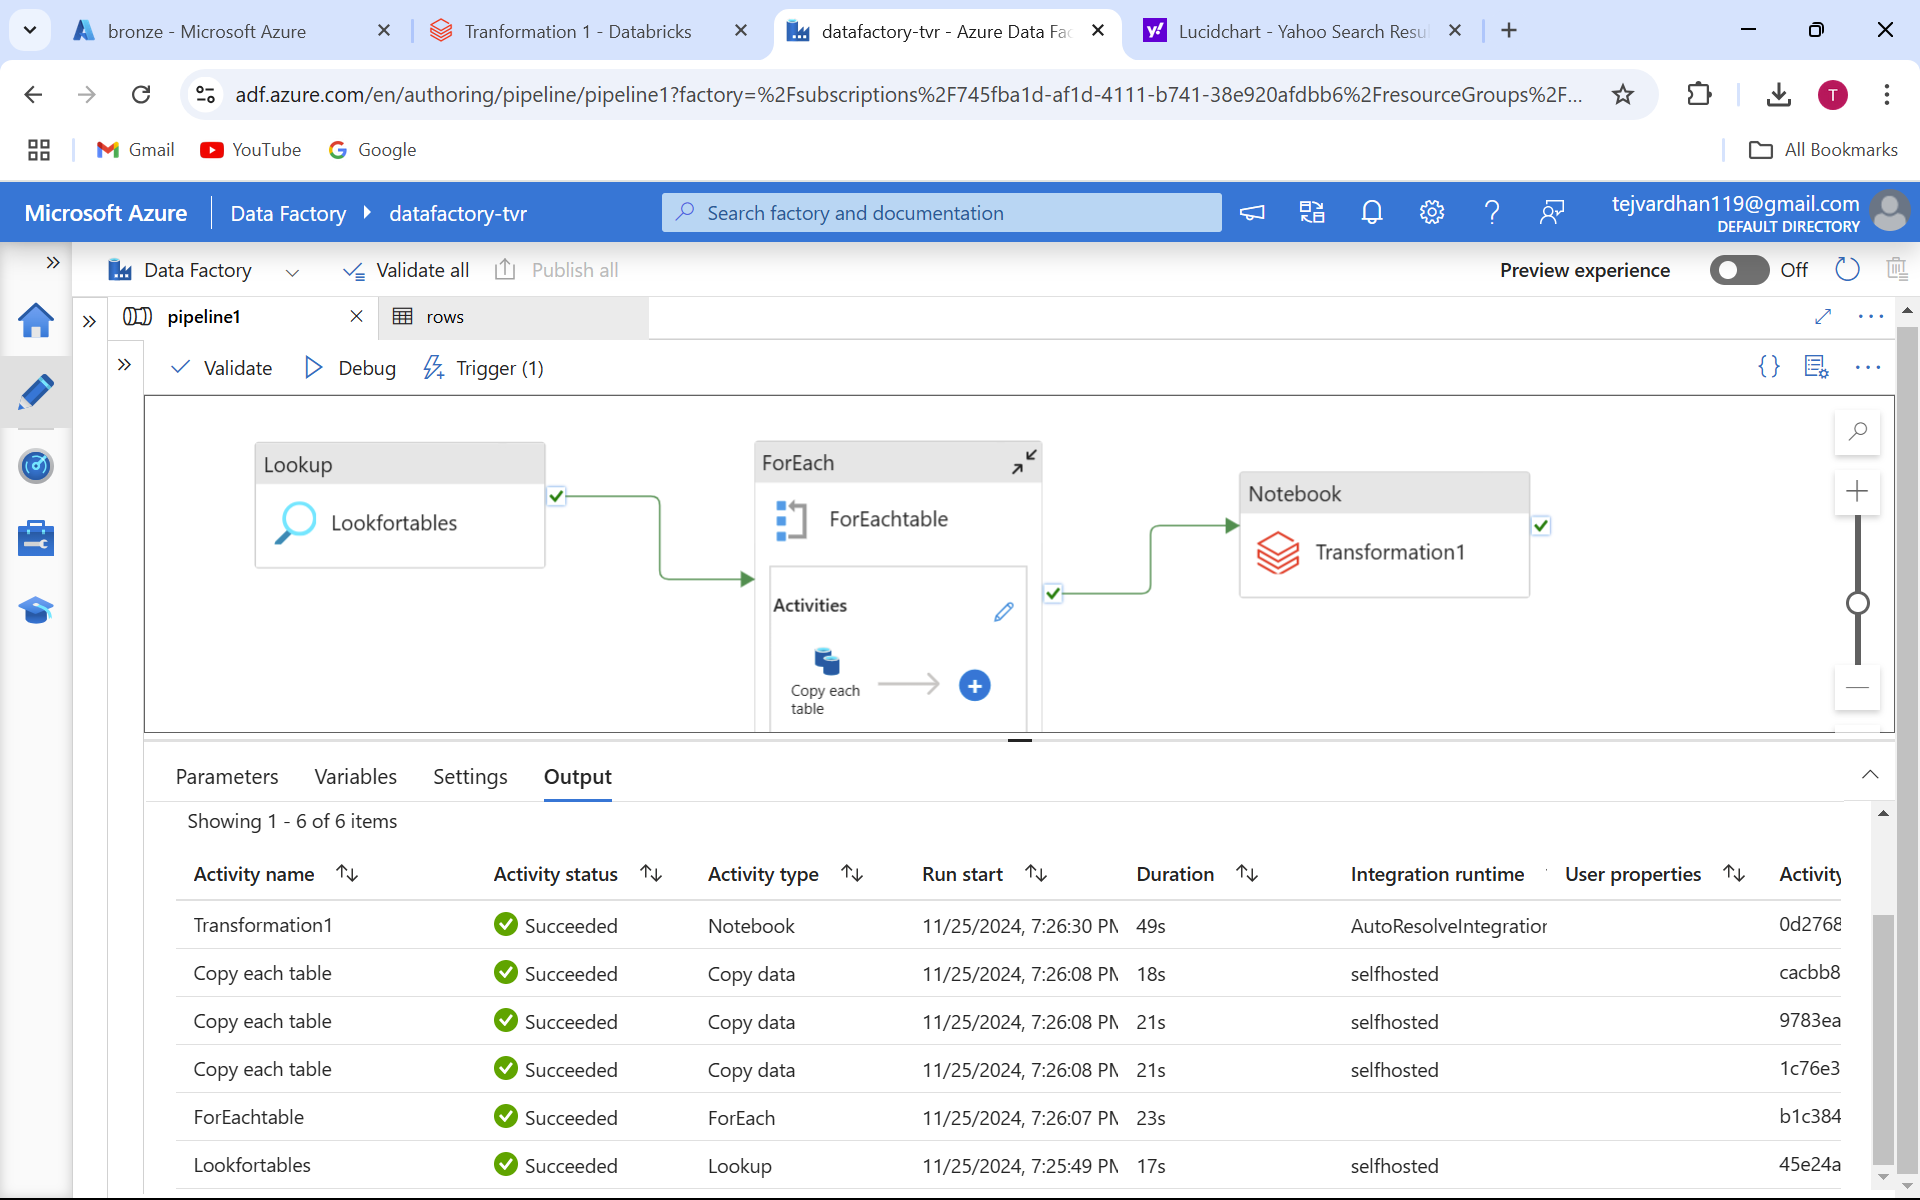 bronze - Microsoft Azure
Tranformation 1 - Databricks
datafactory-tvr - Azure Data Fac
Lucidchart - Yahoo Search Resul
adf.azure.com/en/authoring/pipeline/pipeline1?factory=%2Fsubscriptions%2F745fba1d-af1d-4111-b741-38e920afdbb6%2FresourceGroups%2F...
T
Gmail
YouTube
Google
All Bookmarks
Microsoft Azure
Data Factory
datafactory-tvr
Search factory and documentation
tejvardhan119@gmail.com
DEFAULT DIRECTORY
Data Factory
Validate all
Publish all
Preview experience
Off
pipeline1
rows
Validate
Debug
Trigger (1)
Lookup
Lookfortables
ForEach
ForEachtable
Activities
Copy each
table
Notebook
Transformation1
Parameters
Variables
Settings
Output
Showing 1 - 6 of 6 items
Activity name Activity status Activity type Run start Duration Integration runtime User properties Activity
Transformation1 Succeeded Notebook 11/25/2024, 7:26:30 PM 49s AutoResolveIntegration 0d2768
Copy each table Succeeded Copy data 11/25/2024, 7:26:08 PM 18s selfhosted cacbb8
Copy each table Succeeded Copy data 11/25/2024, 7:26:08 PM 21s selfhosted 9783ea
Copy each table Succeeded Copy data 11/25/2024, 7:26:08 PM 21s selfhosted 1c76e3
ForEachtable Succeeded ForEach 11/25/2024, 7:26:07 PM 23s b1c384
Lookfortables Succeeded Lookup 11/25/2024, 7:25:49 PM 17s selfhosted 45e24a